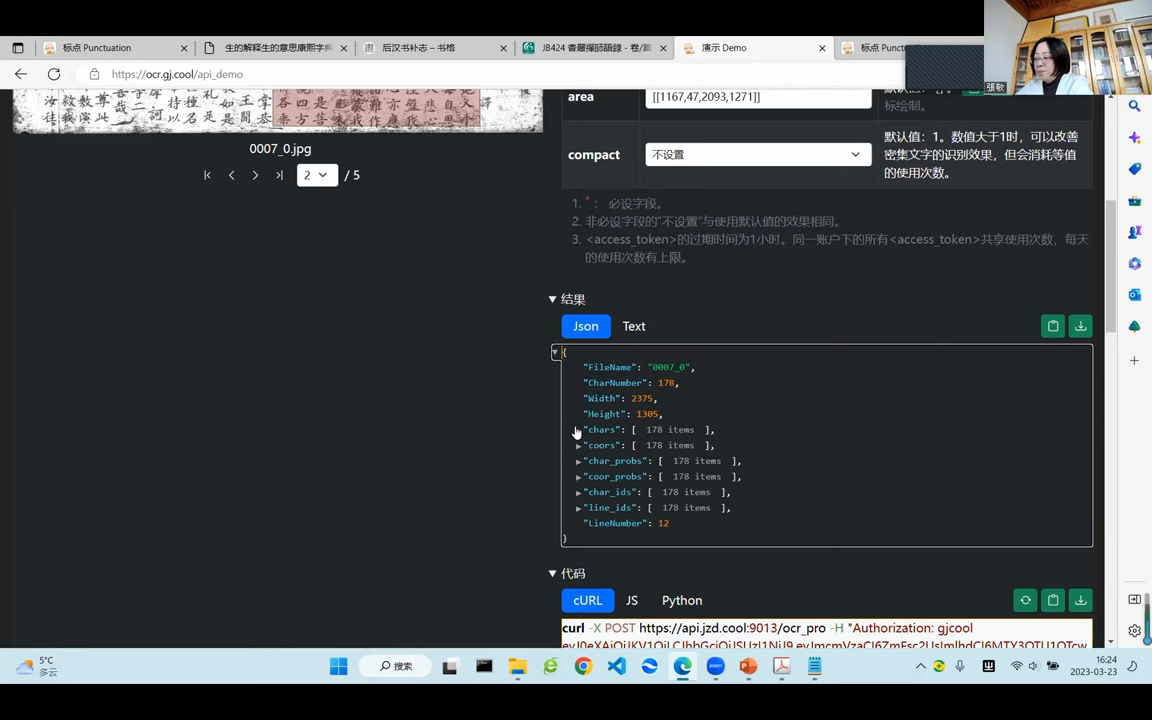 标点 Punctuation
生的解释生的意思康熙字典
后汉书补志 – 书格
JB424 香嚴禪師語錄 - 卷/篇
演示 Demo
标点 Punct
https://ocr.gj.cool/api_demo
張敏
area
[[1167,47,2093,1271]]
标绘制。
compact
不设置
默认值：1。数值大于1时，可以改善
密集文字的识别效果，但会消耗等值
的使用次数。
0007_0.jpg
2
/ 5
1. * ： 必设字段。
2. 非必设字段的“不设置”与使用默认值的效果相同。
3. <access_token>的过期时间为1小时。同一账户下的所有<access_token>共享使用次数，每天
的使用次数有上限。
结果
Json
Text
{
"FileName": "0007_0",
"CharNumber": 178,
"Width": 2375,
"Height": 1305,
"chars": [ 178 items ],
"coors": [ 178 items ],
"char_probs": [ 178 items ],
"coor_probs": [ 178 items ],
"char_ids": [ 178 items ],
"line_ids": [ 178 items ],
"LineNumber": 12
}
代码
cURL
JS
Python
curl -X POST https://api.jzd.cool:9013/ocr_pro -H "Authorization: gjcool
5°C
多云
搜索
16:24
2023-03-23